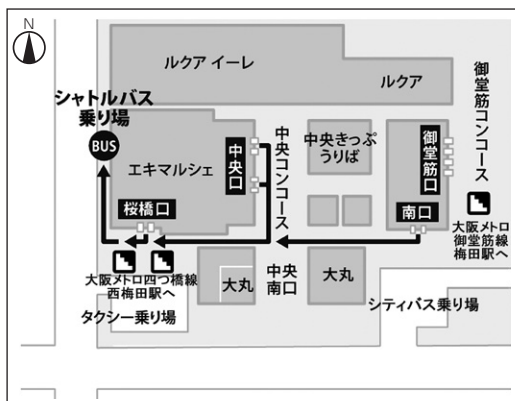 N
ルクア イーレ
ルクア
シャトルバス
乗り場
BUS
エキマルシェ
中央口
桜橋口
中央コンコース
中央きっぷ
うりば
御堂筋口
南口
御堂筋コンコース
大阪メトロ
御堂筋線
梅田駅へ
大阪メトロ四つ橋線
西梅田駅へ
タクシー乗り場
大丸
中央
南口
大丸
シティバス乗り場